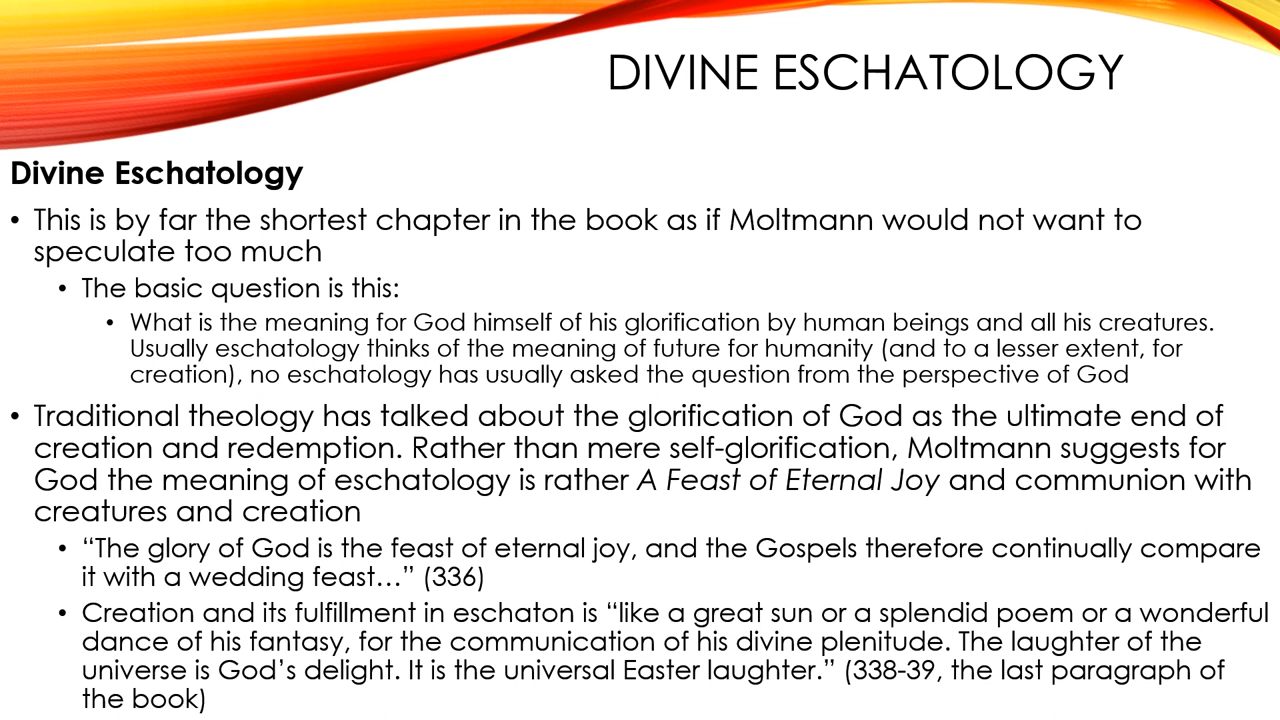 DIVINE ESCHATOLOGY
Divine Eschatology
• This is by far the shortest chapter in the book as if Moltmann would not want to
speculate too much
• The basic question is this:
• What is the meaning for God himself of his glorification by human beings and all his creatures.
Usually eschatology thinks of the meaning of future for humanity (and to a lesser extent, for
creation), no eschatology has usually asked the question from the perspective of God
• Traditional theology has talked about the glorification of God as the ultimate end of
creation and redemption. Rather than mere self-glorification, Moltmann suggests for
God the meaning of eschatology is rather A Feast of Eternal Joy and communion with
creatures and creation
• “The glory of God is the feast of eternal joy, and the Gospels therefore continually compare
it with a wedding feast…” (336)
• Creation and its fulfillment in eschaton is “like a great sun or a splendid poem or a wonderful
dance of his fantasy, for the communication of his divine plenitude. The laughter of the
universe is God’s delight. It is the universal Easter laughter.” (338-39, the last paragraph of
the book)